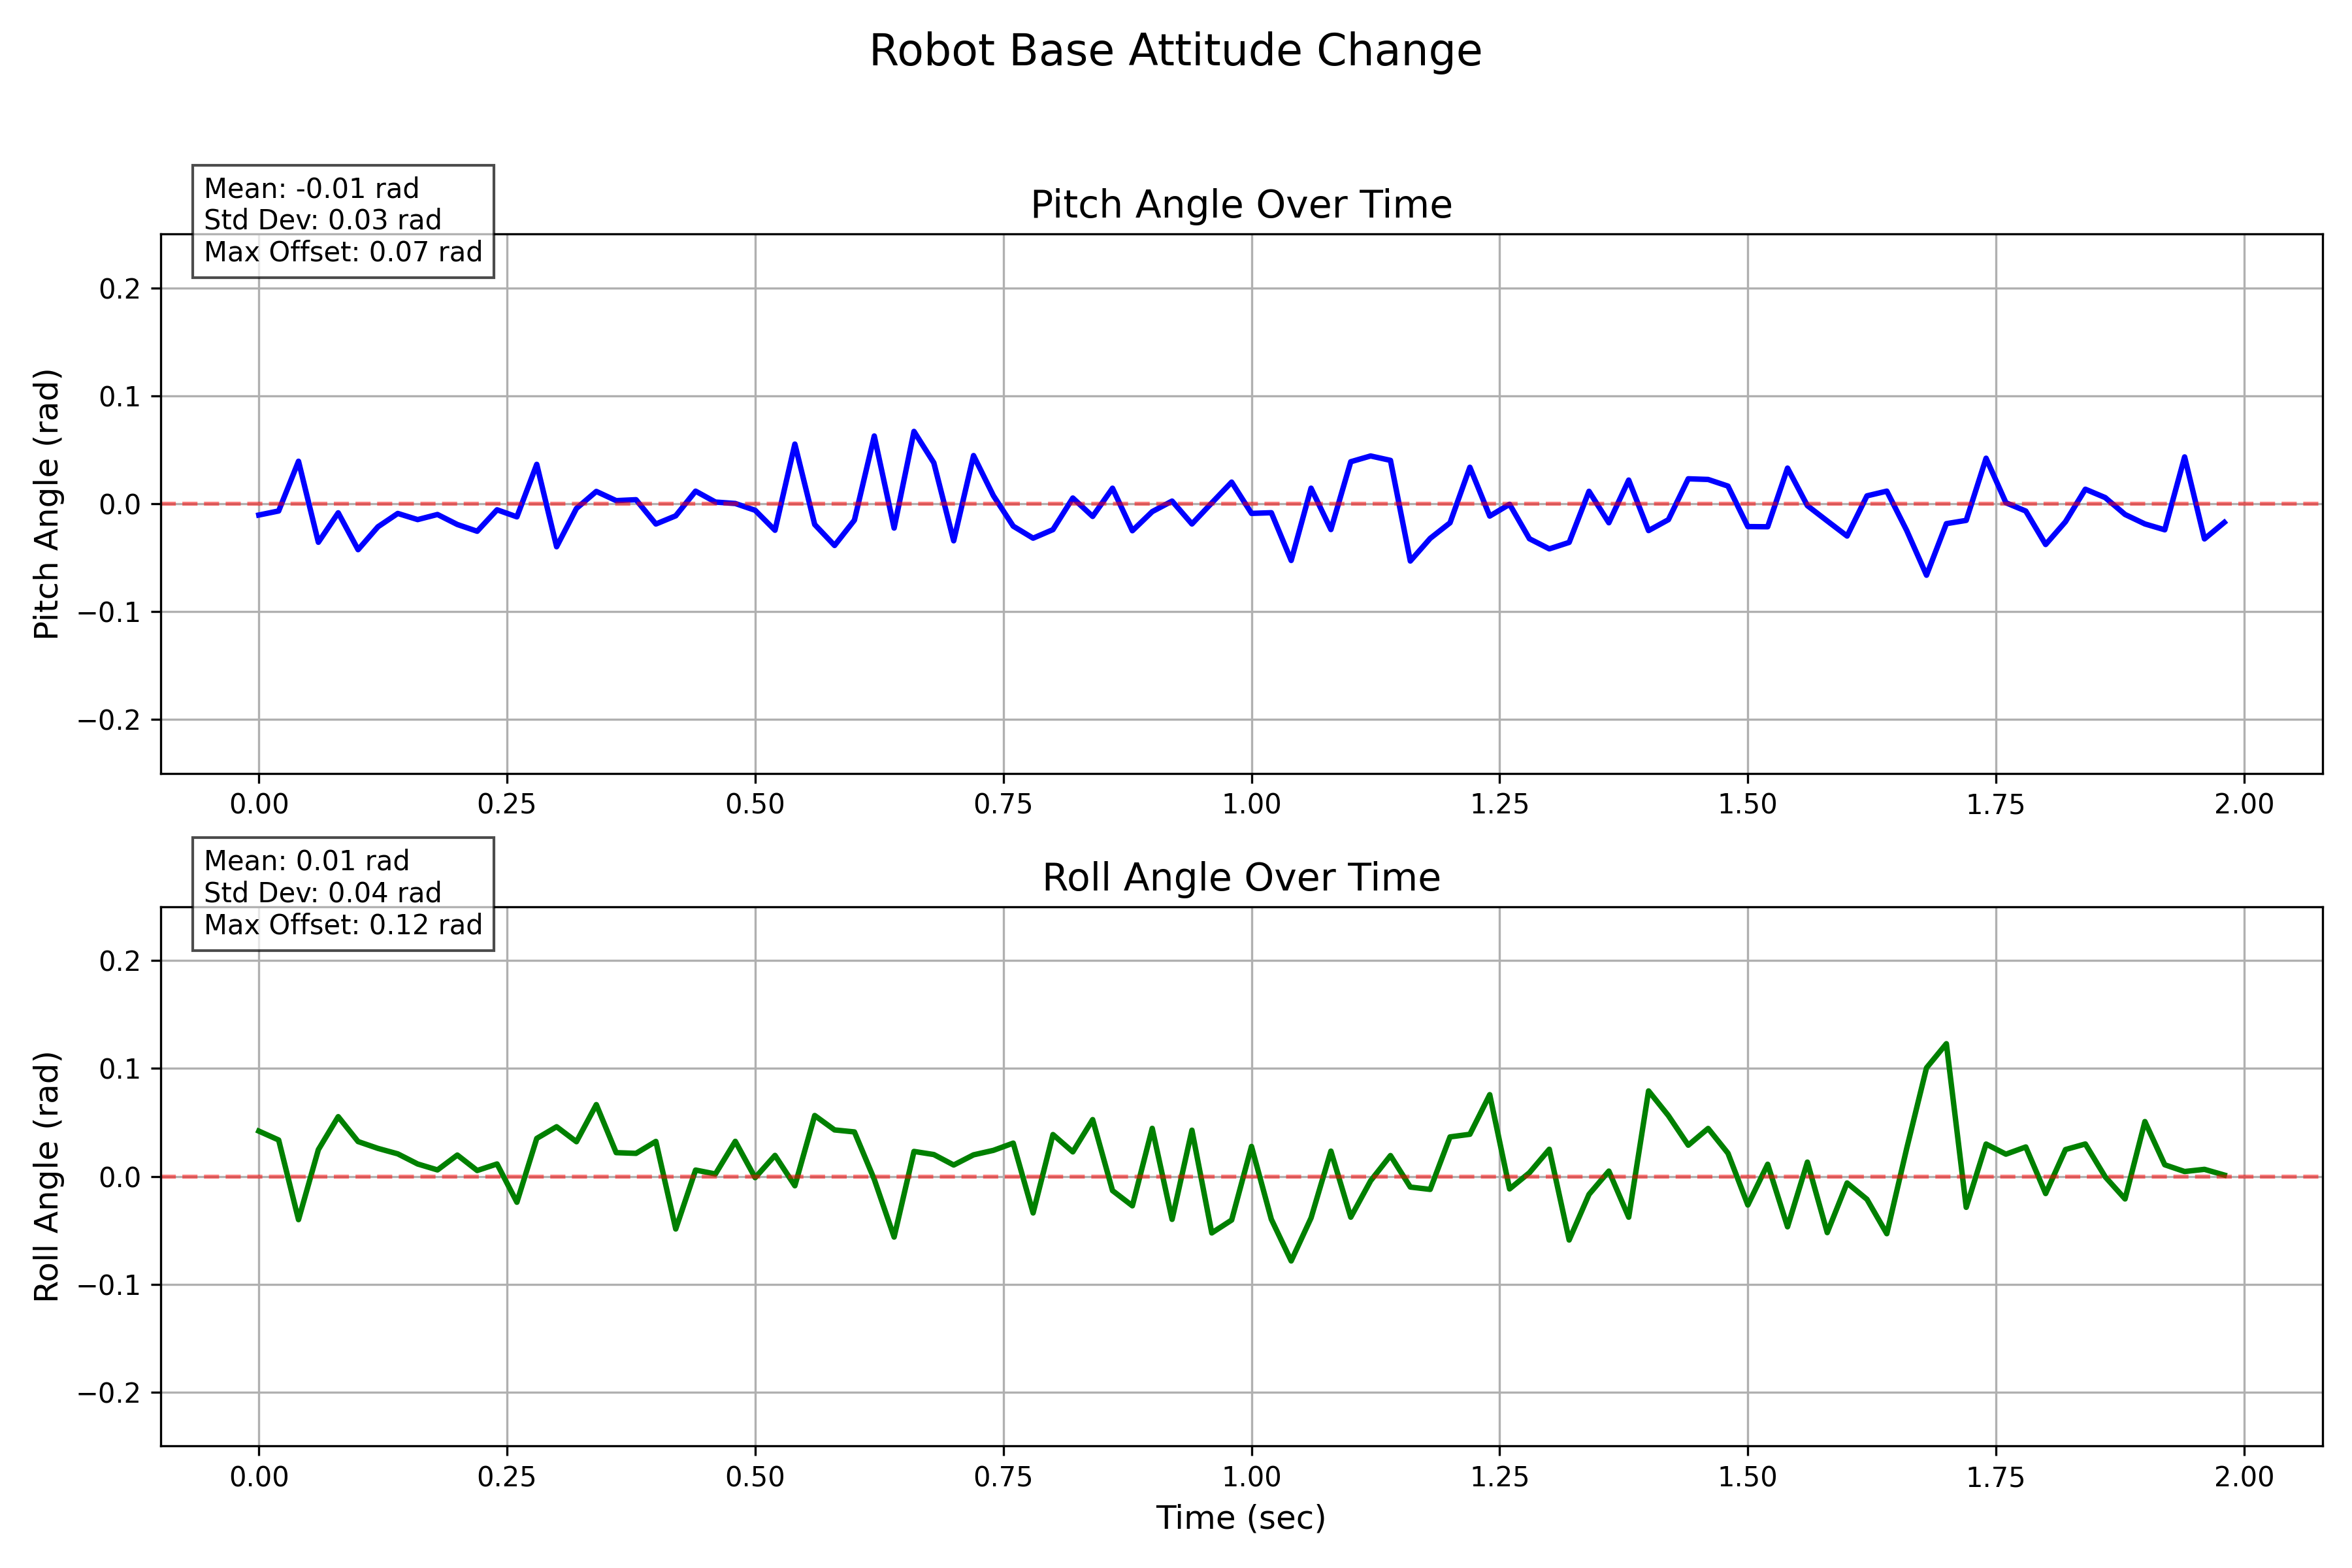 Robot Base Attitude Change
Mean: -0.01 rad
Std Dev: 0.03 rad
Max Offset: 0.07 rad
Pitch Angle Over Time
Pitch Angle (rad)
0.2
0.1
0.0
−0.1
−0.2
0.00 0.25 0.50 0.75 1.00 1.25 1.50 1.75 2.00
Mean: 0.01 rad
Std Dev: 0.04 rad
Max Offset: 0.12 rad
Roll Angle Over Time
Roll Angle (rad)
0.2
0.1
0.0
−0.1
−0.2
0.00 0.25 0.50 0.75 1.00 1.25 1.50 1.75 2.00
Time (sec)